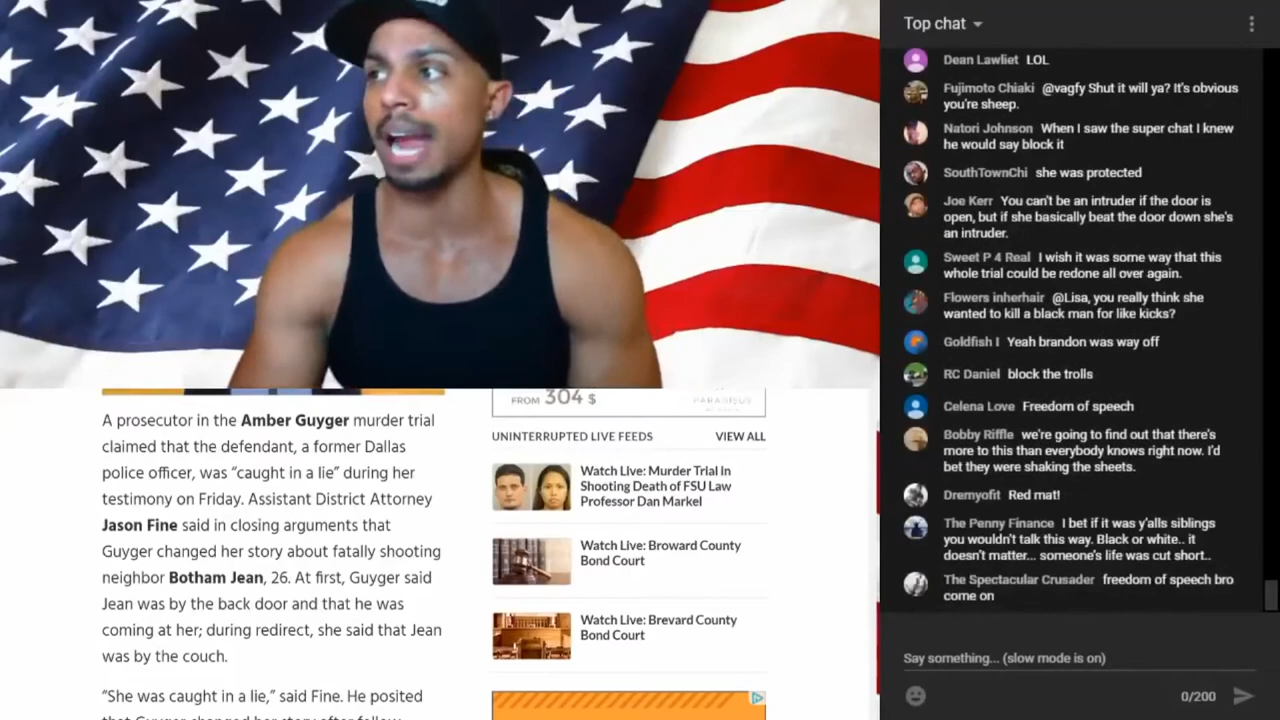 Top chat
Dean Lawliet LOL
Fujimoto Chiaki @vagfy Shut it will ya? It's obvious
you're sheep.
Natori Johnson When I saw the super chat I knew
he would say block it
SouthTownChi she was protected
Joe Kerr You can't be an intruder if the door is
open, but if she basically beat the door down she's
an intruder.
Sweet P 4 Real I wish it was some way that this
whole trial could be redone all over again.
Flowers inherhair @Lisa, you really think she
wanted to kill a black man for like kicks?
Goldfish I Yeah brandon was way off
RC Daniel block the trolls
Celena Love Freedom of speech
Bobby Riffle we're going to find out that there's
more to this than everybody knows right now. I'd
bet they were shaking the sheets.
Dremyofit Red mat!
The Penny Finance I bet if it was y'alls siblings
you wouldn't talk this way. Black or white.. it
doesn't matter... someone's life was cut short..
The Spectacular Crusader freedom of speech bro
come on
Say something... (slow mode is on)
0/200
A prosecutor in the Amber Guyger murder trial
claimed that the defendant, a former Dallas
police officer, was “caught in a lie” during her
testimony on Friday. Assistant District Attorney
Jason Fine said in closing arguments that
Guyger changed her story about fatally shooting
neighbor Botham Jean, 26. At first, Guyger said
Jean was by the back door and that he was
coming at her; during redirect, she said that Jean
was by the couch.
“She was caught in a lie,” said Fine. He posited
that Guyger changed her story after fellow
FROM 304 $
PARADISUS
UNINTERRUPTED LIVE FEEDS VIEW ALL
Watch Live: Murder Trial In
Shooting Death of FSU Law
Professor Dan Markel
Watch Live: Broward County
Bond Court
Watch Live: Brevard County
Bond Court